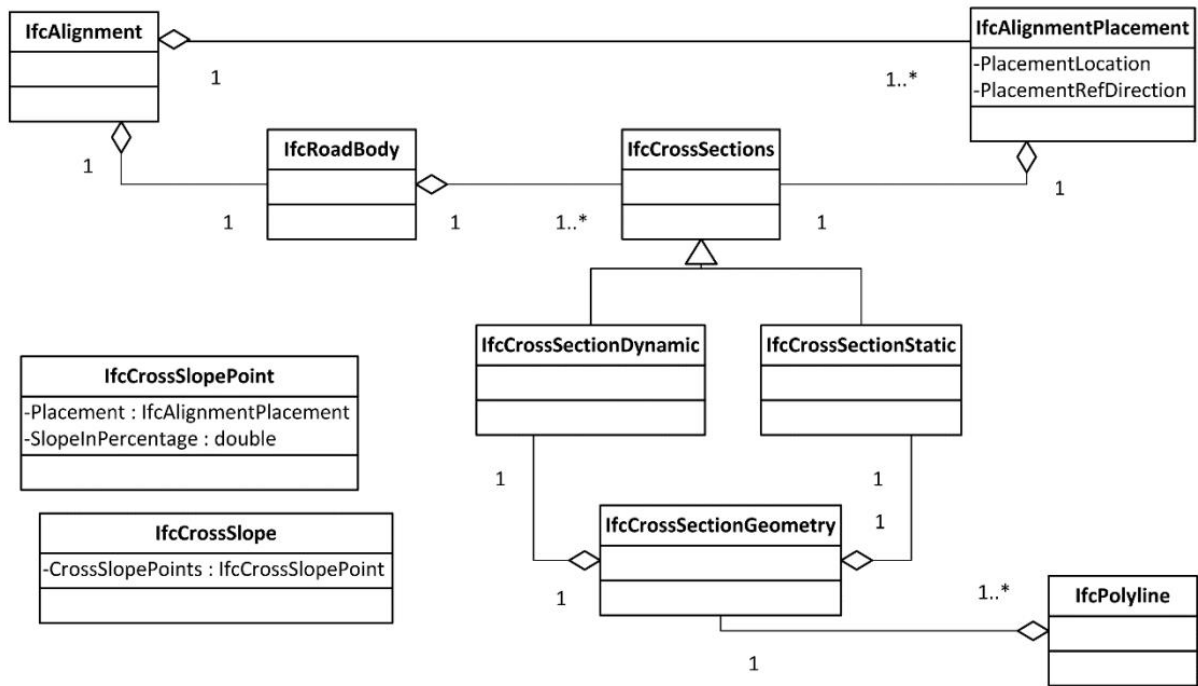 IfcAlignment
1
1..*
IfcAlignmentPlacement
-PlacementLocation
-PlacementRefDirection
1
1
IfcRoadBody
1
1..*
IfcCrossSections
1
1
IfcCrossSectionDynamic
IfcCrossSectionStatic
IfcCrossSlopePoint
-Placement : IfcAlignmentPlacement
-SlopeInPercentage : double
1
1
IfcCrossSlope
-CrossSlopePoints : IfcCrossSlopePoint
IfcCrossSectionGeometry
1
1
1..*
IfcPolyline
1